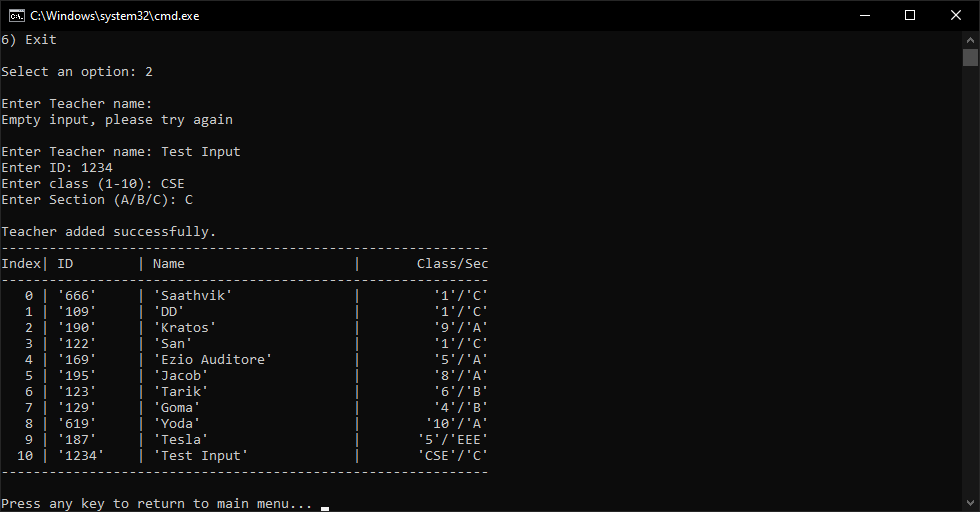 C:\Windows\system32\cmd.exe
6) Exit
Select an option: 2
Enter Teacher name:
Empty input, please try again
Enter Teacher name: Test Input
Enter ID: 1234
Enter class (1-10): CSE
Enter Section (A/B/C): C
Teacher added successfully.
-------------------------------------------------------------
Index| ID        | Name                     |       Class/Sec
-------------------------------------------------------------
   0 | '666'     | 'Saathvik'               |         '1'/'C'
   1 | '109'     | 'DD'                     |         '1'/'C'
   2 | '190'     | 'Kratos'                 |         '9'/'A'
   3 | '122'     | 'San'                    |         '1'/'C'
   4 | '169'     | 'Ezio Auditore'          |         '5'/'A'
   5 | '195'     | 'Jacob'                  |         '8'/'A'
   6 | '123'     | 'Tarik'                  |         '6'/'B'
   7 | '129'     | 'Goma'                   |         '4'/'B'
   8 | '619'     | 'Yoda'                   |        '10'/'A'
   9 | '187'     | 'Tesla'                  |       '5'/'EEE'
  10 | '1234'    | 'Test Input'             |       'CSE'/'C'
-------------------------------------------------------------
Press any key to return to main menu...